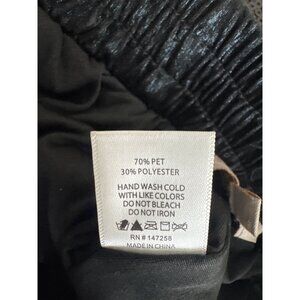 70% PET
30% POLYESTER
HAND WASH COLD
WITH LIKE COLORS
DO NOT BLEACH
DO NOT IRON
RN # 147258
MADE IN CHINA